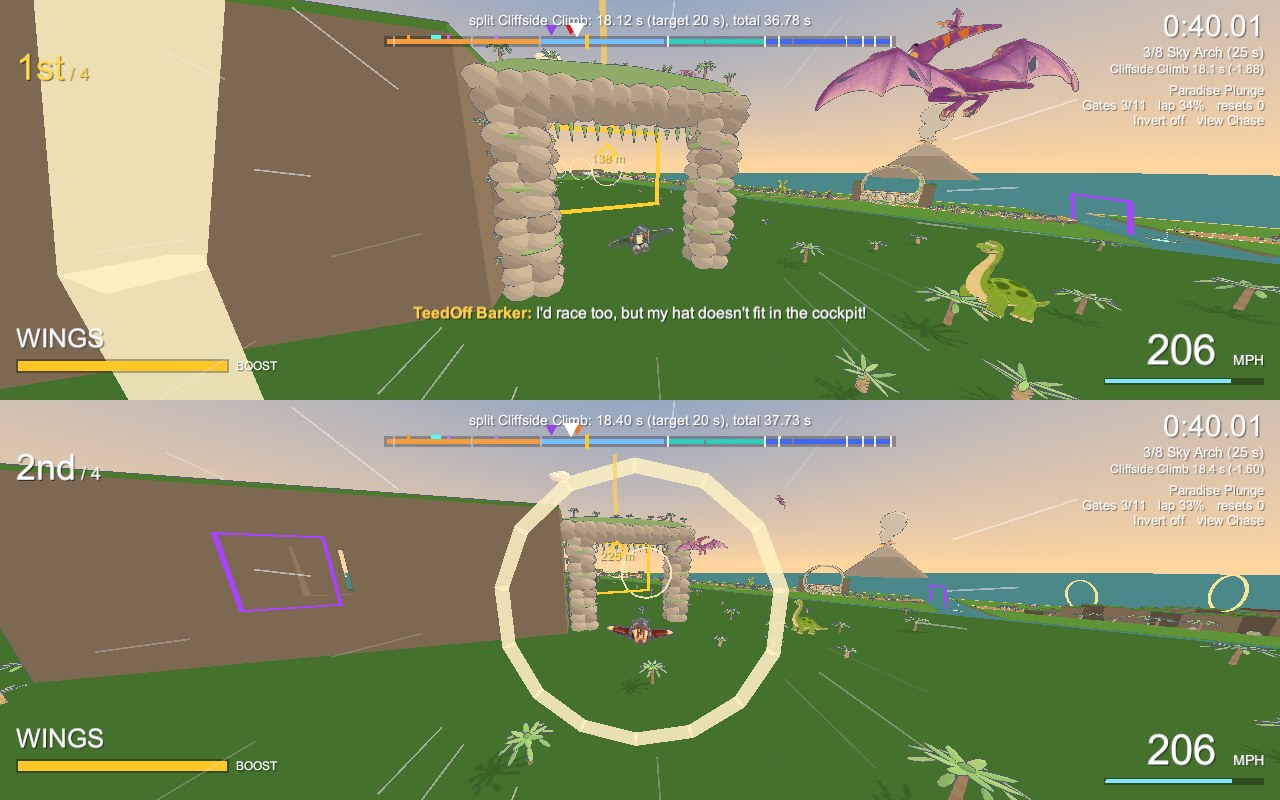 split Cliffside Climb: 18.12 s (target 20 s), total 36.78 s
0:40.01
3/8 Sky Arch (25 s)
Cliffside Climb 18.1 s (-1.88)
Paradise Plunge
Gates 3/11 lap 34% resets 0
Invert off view Chase
1st / 4
138 m
TeedOff Barker: I'd race too, but my hat doesn't fit in the cockpit!
WINGS
BOOST
206 MPH
split Cliffside Climb: 18.40 s (target 20 s), total 37.73 s
0:40.01
3/8 Sky Arch (25 s)
Cliffside Climb 18.4 s (-1.60)
Paradise Plunge
Gates 3/11 lap 33% resets 0
Invert off view Chase
2nd / 4
225 m
WINGS
BOOST
206 MPH